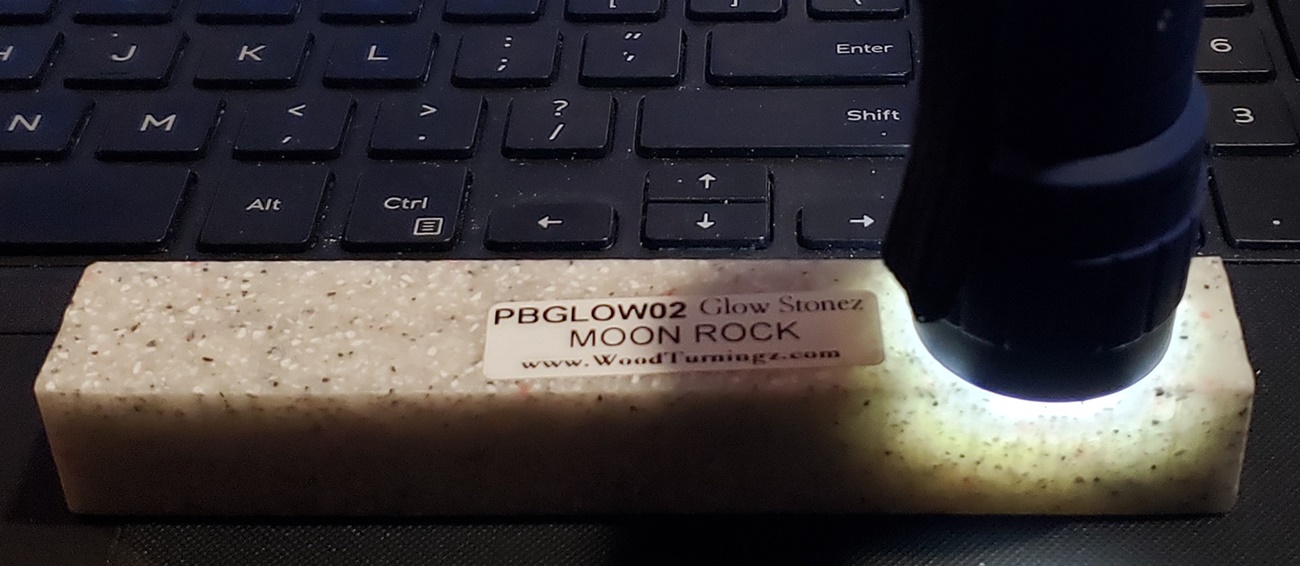 [ ] \
H J K L : ; " ' Enter 6
N M < , > . ? / Shift 3
Alt Ctrl ← ↑ ↓ → .
PBGLOW02 Glow Stonez
MOON ROCK
www.WoodTurningz.com